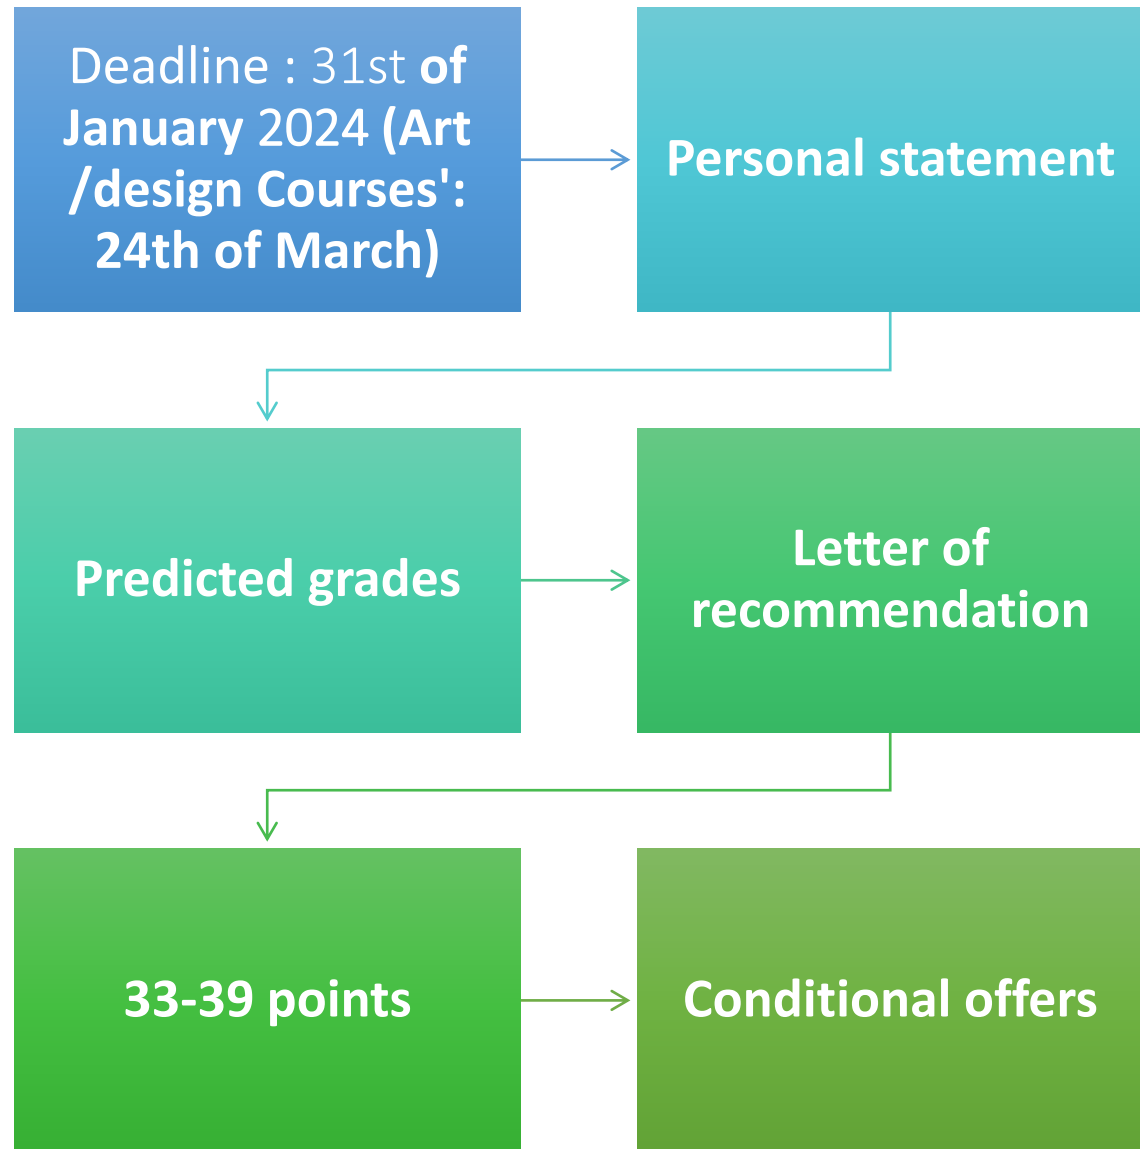 Deadline : 31st of
January 2024 (Art
/design Courses':
24th of March)
Personal statement
Predicted grades
Letter of
recommendation
33-39 points
Conditional offers